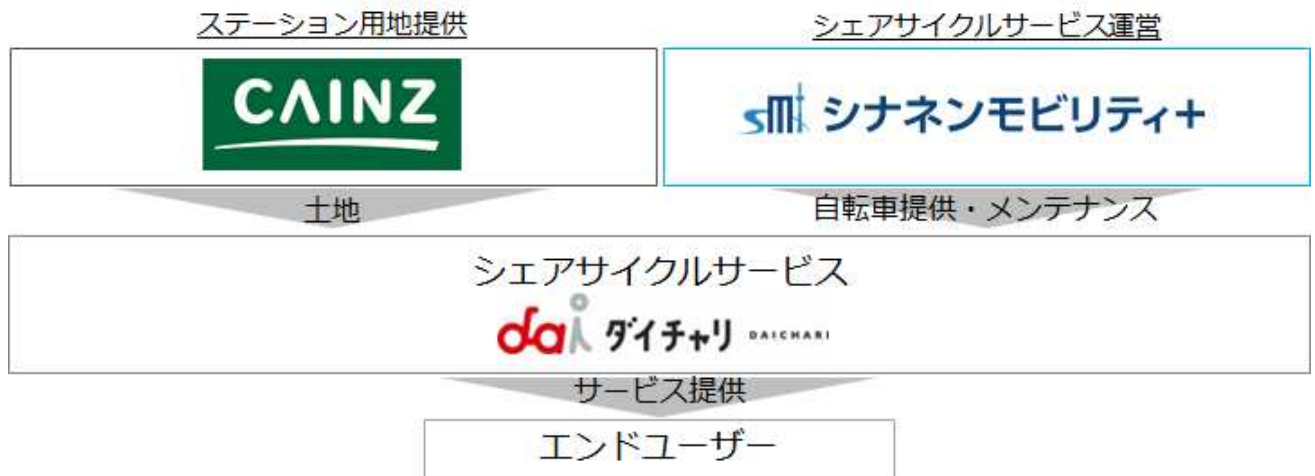 ステーション用地提供
シェアサイクルサービス運営
CAINZ
smi シナネンモビリティ+
土地
自転車提供・メンテナンス
シェアサイクルサービス
dai ダイチャリ DAICHARI
サービス提供
エンドユーザー